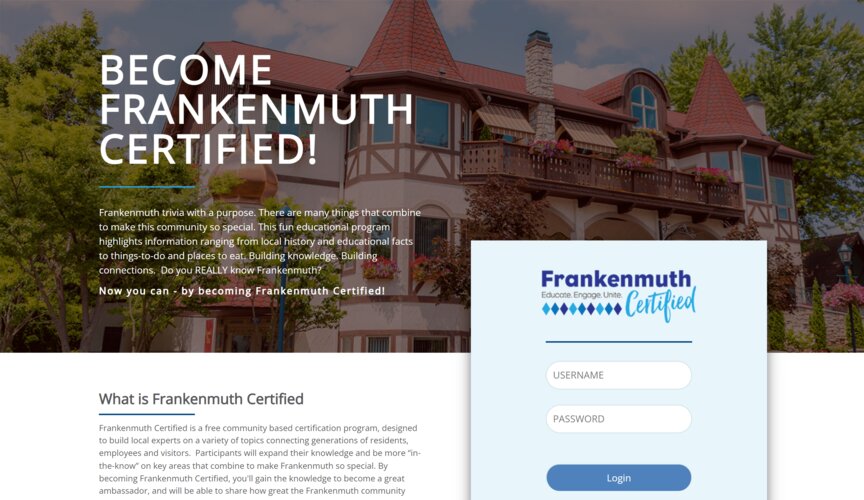 BECOME
FRANKENMUTH
CERTIFIED!
Frankenmuth trivia with a purpose. There are many things that combine
to make this community so special. This fun educational program
highlights information ranging from local history and educational facts
to things-to-do and places to eat. Building knowledge. Building
connections.  Do you REALLY know Frankenmuth?
Now you can - by becoming Frankenmuth Certified!
Frankenmuth
Educate. Engage. Unite.
Certified
USERNAME
PASSWORD
Login
What is Frankenmuth Certified
Frankenmuth Certified is a free community based certification program, designed
to build local experts on a variety of topics connecting generations of residents,
employees and visitors.  Participants will expand their knowledge and be more “in-
the-know” on key areas that combine to make Frankenmuth so special. By
becoming Frankenmuth Certified, you'll gain the knowledge to become a great
ambassador, and will be able to share how great the Frankenmuth community